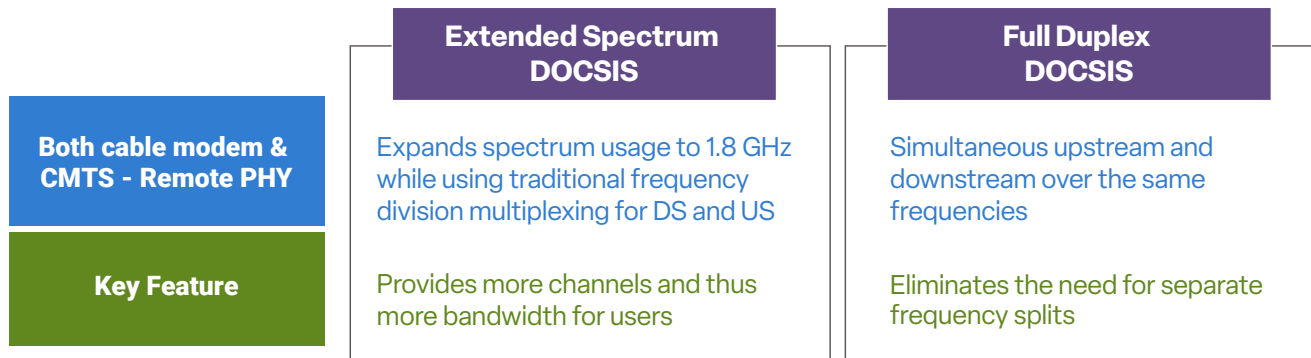 Extended Spectrum
DOCSIS
Full Duplex
DOCSIS
Both cable modem &
CMTS - Remote PHY
Expands spectrum usage to 1.8 GHz
while using traditional frequency
division multiplexing for DS and US
Simultaneous upstream and
downstream over the same
frequencies
Key Feature
Provides more channels and thus
more bandwidth for users
Eliminates the need for separate
frequency splits